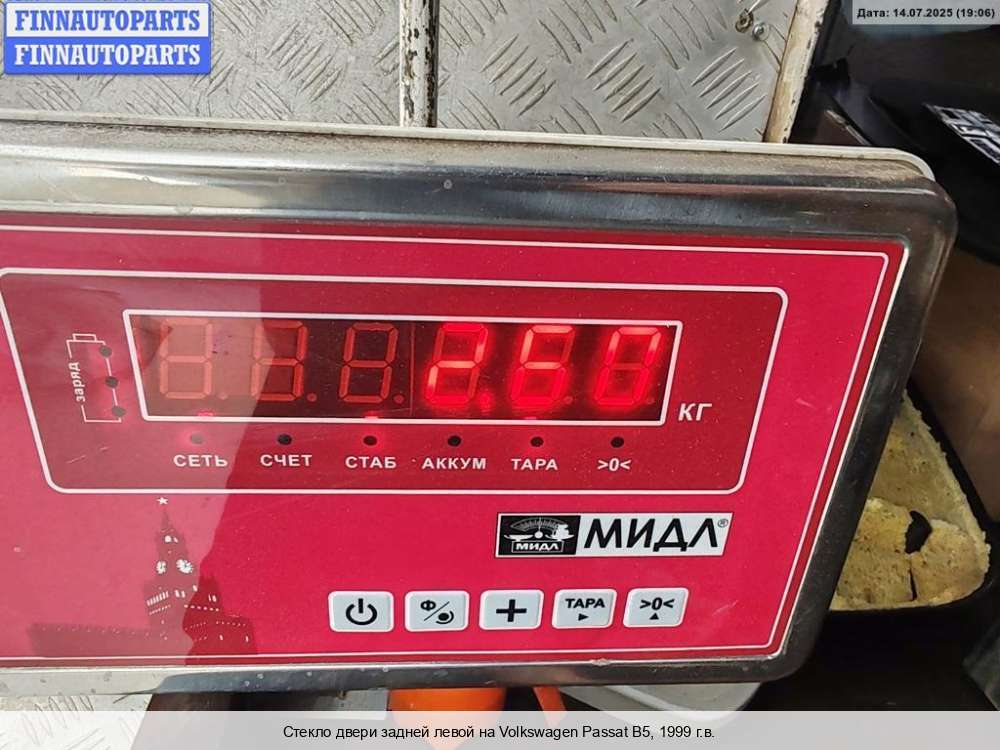 FINNAUTOPARTS
FINNAUTOPARTS
Дата: 14.07.2025 (19:06)
заряд
2.60
КГ
СЕТЬ СЧЕТ СТАБ АККУМ ТАРА >0<
МИДЛ МИДЛ®
Ф ТАРА >0<
Стекло двери задней левой на Volkswagen Passat B5, 1999 г.в.